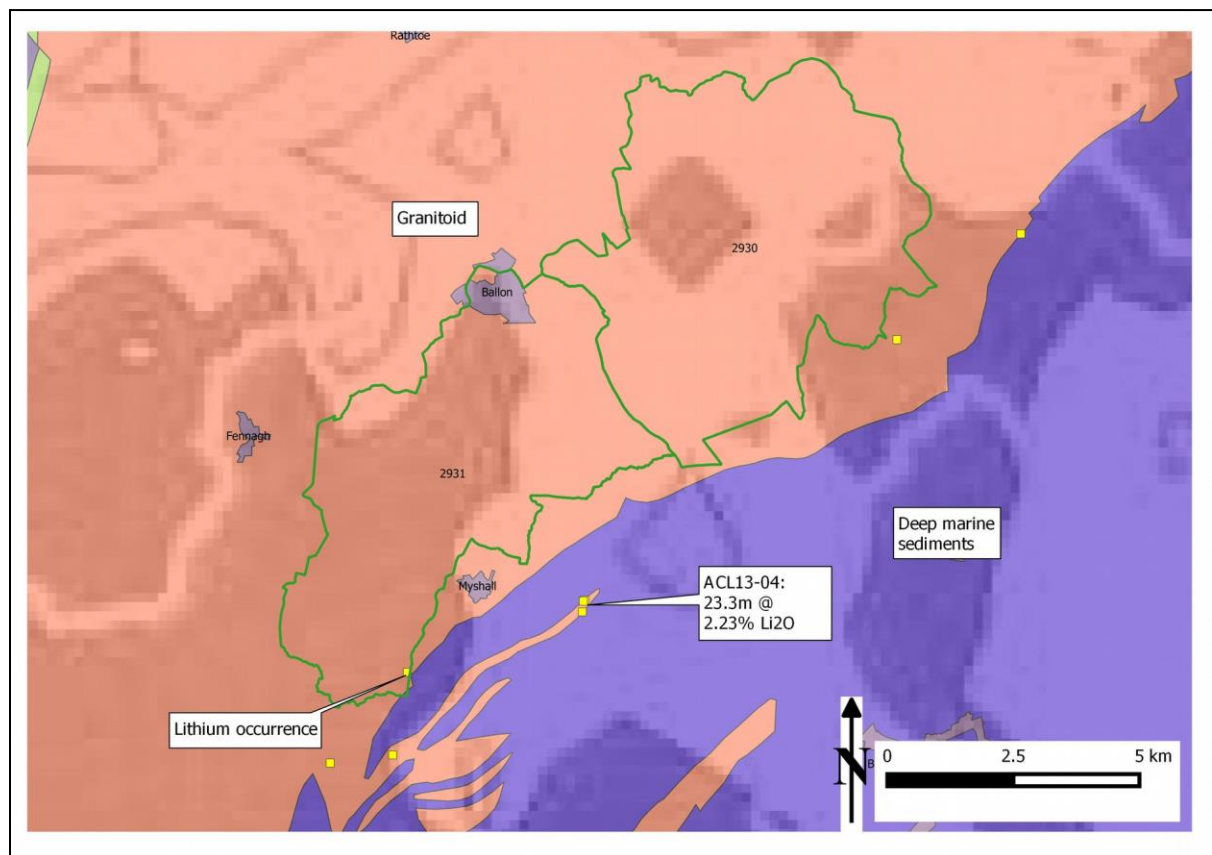 Rathtoe
Granitoid
2930
Ballon
Fennagh
2931
Deep marine
sediments
Myshall
ACL13-04:
23.3m @
2.23% Li2O
Lithium occurrence
N
B
0 2.5 5 km